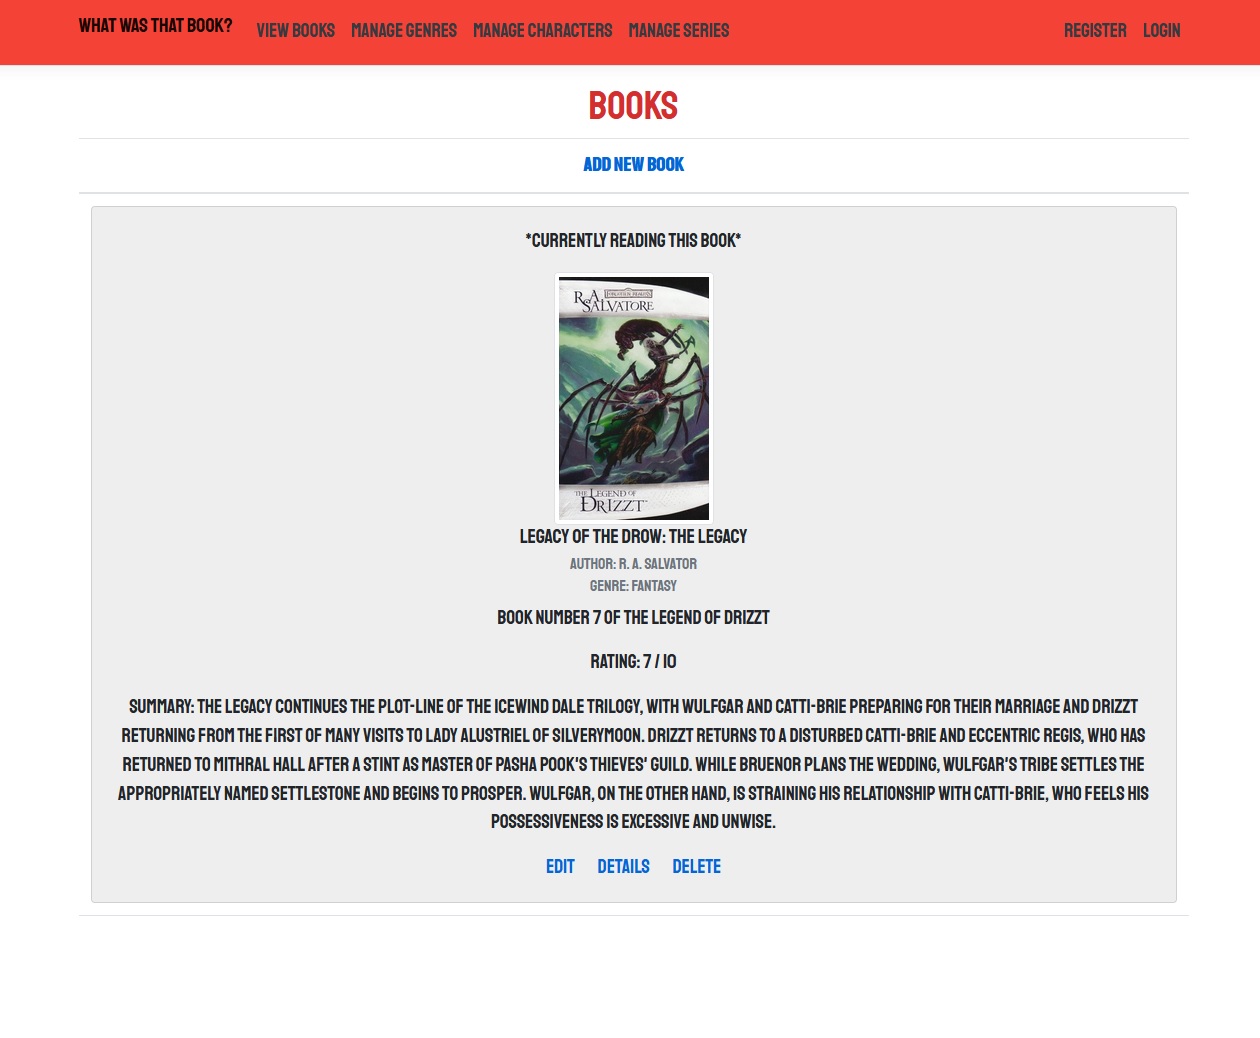 WHAT WAS THAT BOOK?
VIEW BOOKS
MANAGE GENRES
MANAGE CHARACTERS
MANAGE SERIES
REGISTER
LOGIN
BOOKS
ADD NEW BOOK
*CURRENTLY READING THIS BOOK*
R.A.
FORGOTTEN REALMS
SALVATORE
THE LEGEND OF
DRIZZT
LEGACY OF THE DROW: THE LEGACY
AUTHOR: R. A. SALVATOR
GENRE: FANTASY
BOOK NUMBER 7 OF THE LEGEND OF DRIZZT
RATING: 7 / 10
SUMMARY: THE LEGACY CONTINUES THE PLOT-LINE OF THE ICEWIND DALE TRILOGY, WITH WULFGAR AND CATTI-BRIE PREPARING FOR THEIR MARRIAGE AND DRIZZT
RETURNING FROM THE FIRST OF MANY VISITS TO LADY ALUSTRIEL OF SILVERYMOON. DRIZZT RETURNS TO A DISTURBED CATTI-BRIE AND ECCENTRIC REGIS, WHO HAS
RETURNED TO MITHRAL HALL AFTER A STINT AS MASTER OF PASHA POOK'S THIEVES' GUILD. WHILE BRUENOR PLANS THE WEDDING, WULFGAR'S TRIBE SETTLES THE
APPROPRIATELY NAMED SETTLESTONE AND BEGINS TO PROSPER. WULFGAR, ON THE OTHER HAND, IS STRAINING HIS RELATIONSHIP WITH CATTI-BRIE, WHO FEELS HIS
POSSESSIVENESS IS EXCESSIVE AND UNWISE.
EDIT
DETAILS
DELETE